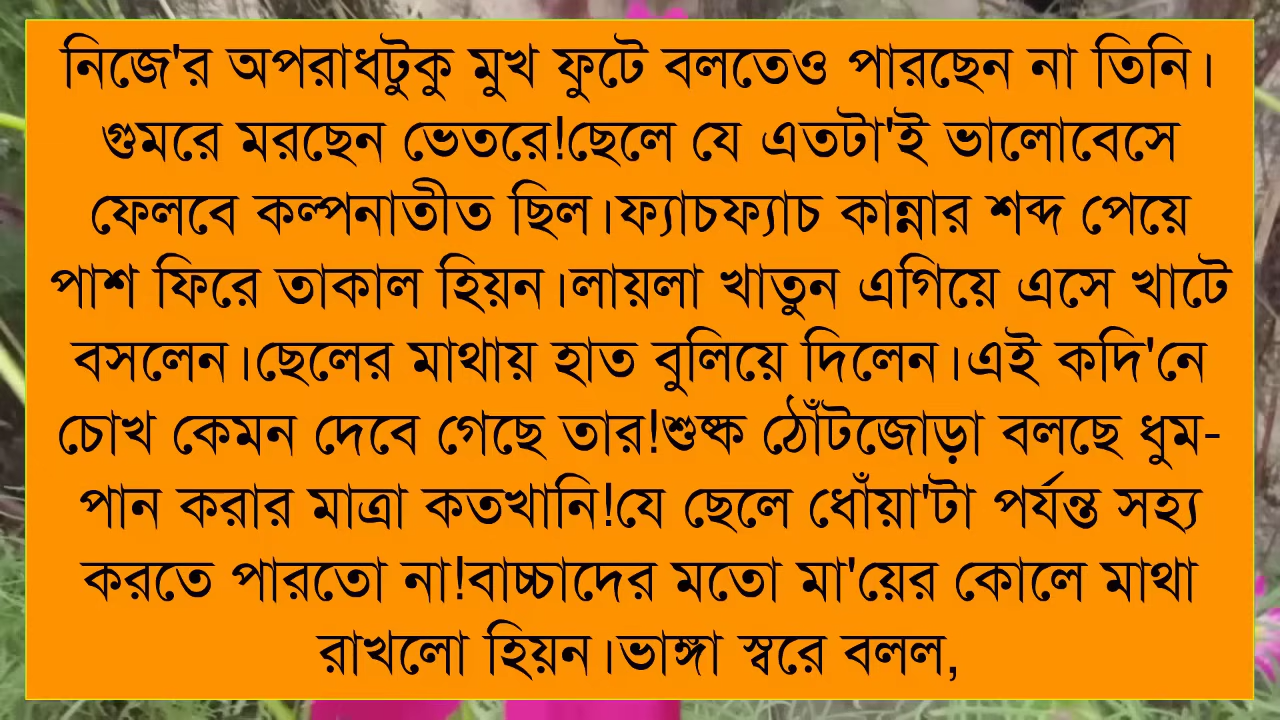 নিজে'র অপরাধটুকু মুখ ফুটে বলতেও পারছেন না তিনি।
গুমরে মরছেন ভেতরে!ছেলে যে এতটা'ই ভালোবেসে
ফেলবে কল্পনাতীত ছিল।ফ্যাচফ্যাচ কান্নার শব্দ পেয়ে
পাশ ফিরে তাকাল হিয়ন।লায়লা খাতুন এগিয়ে এসে খাটে
বসলেন।ছেলের মাথায় হাত বুলিয়ে দিলেন।এই কদি'নে
চোখ কেমন দেবে গেছে তার!শুষ্ক ঠোঁটজোড়া বলছে ধুম-
পান করার মাত্রা কতখানি!যে ছেলে ধোঁয়া'টা পর্যন্ত সহ্য
করতে পারতো না!বাচ্চাদের মতো মা'য়ের কোলে মাথা
রাখলো হিয়ন।ভাঙ্গা স্বরে বলল,